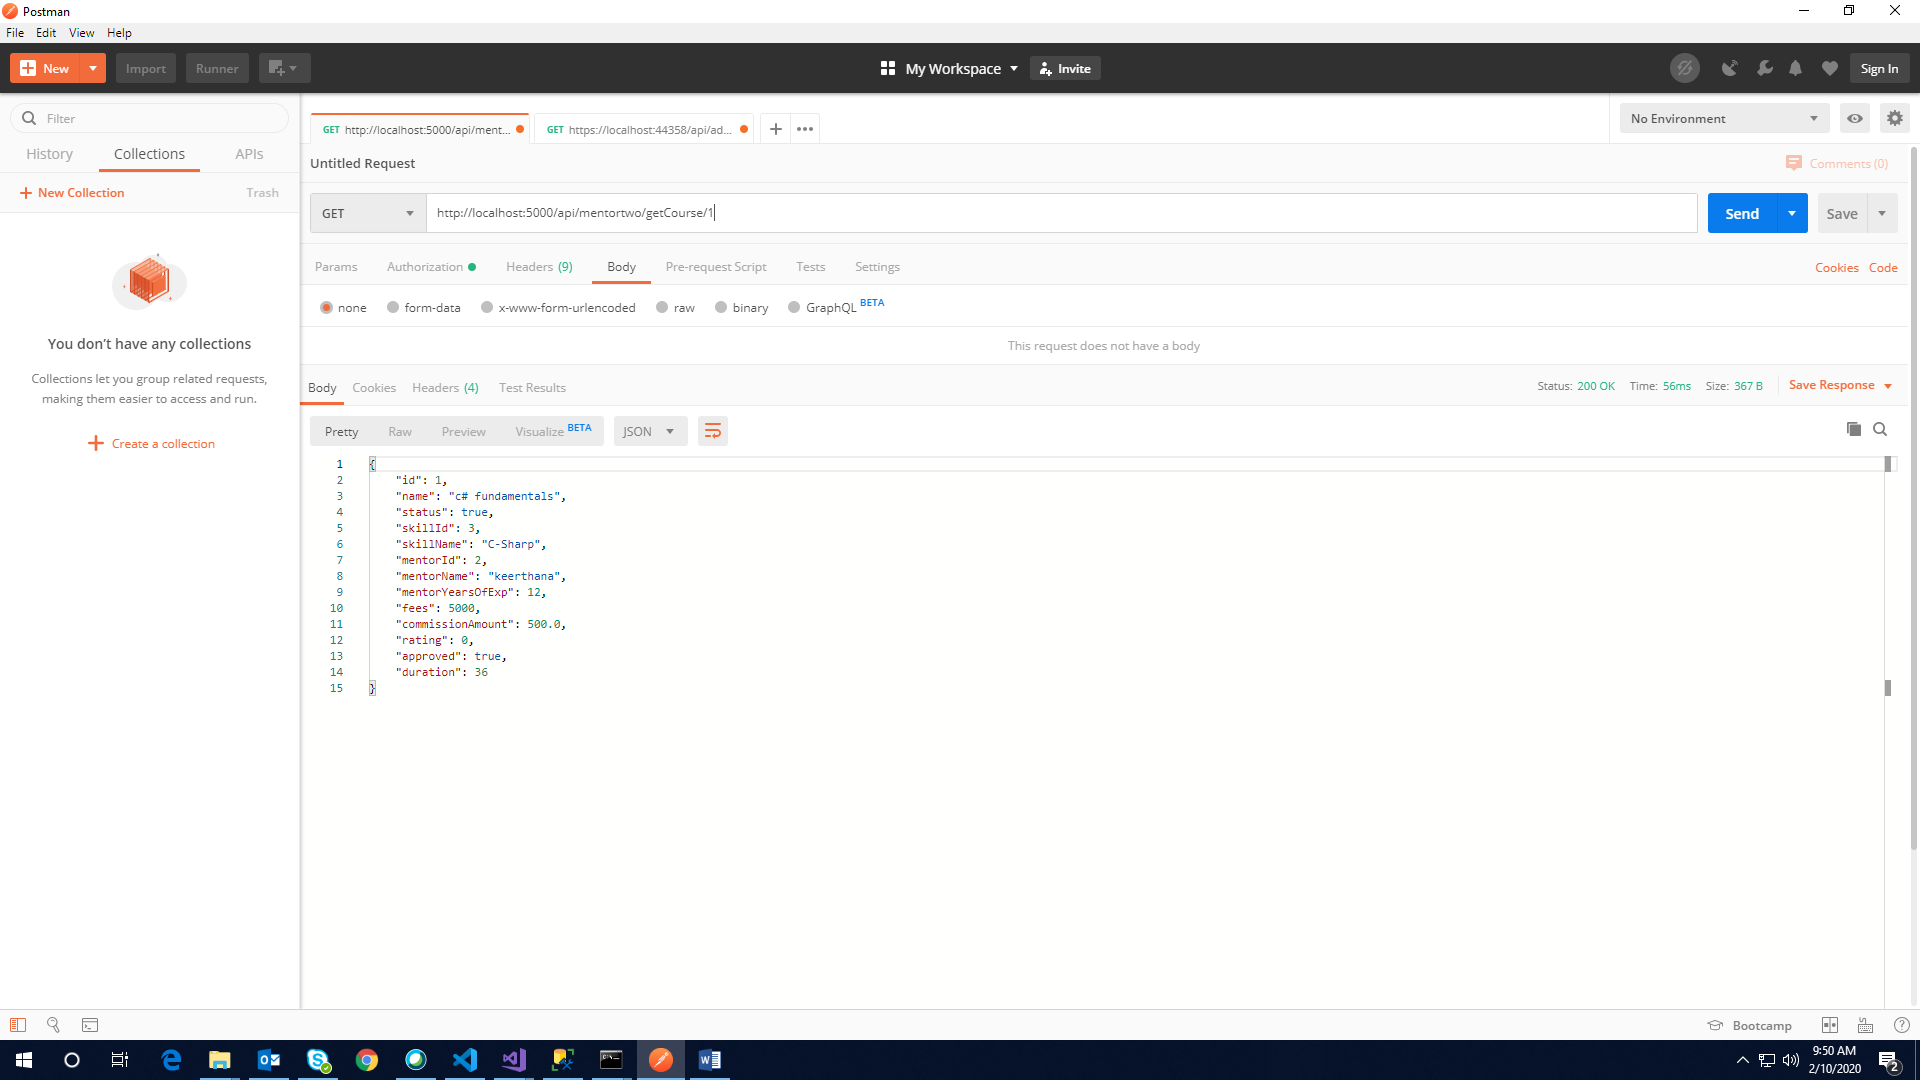 Postman
File Edit View Help
New Import Runner My Workspace Invite Sign In
Filter
History Collections APIs
New Collection Trash
You don't have any collections
Collections let you group related requests,
making them easier to access and run.
Create a collection
GET http://localhost:5000/api/ment... GET https://localhost:44358/api/ad... No Environment
Untitled Request Comments (0)
GET http://localhost:5000/api/mentortwo/getCourse/1 Send Save
Params Authorization Headers (9) Body Pre-request Script Tests Settings Cookies Code
none form-data x-www-form-urlencoded raw binary GraphQL BETA
This request does not have a body
Body Cookies Headers (4) Test Results Status: 200 OK Time: 56ms Size: 367 B Save Response
Pretty Raw Preview Visualize BETA JSON
1 {
2 "id": 1,
3 "name": "c# fundamentals",
4 "status": true,
5 "skillId": 3,
6 "skillName": "C-Sharp",
7 "mentorId": 2,
8 "mentorName": "keerthana",
9 "mentorYearsOfExp": 12,
10 "fees": 5000,
11 "commissionAmount": 500.0,
12 "rating": 0,
13 "approved": true,
14 "duration": 36
15 }
Bootcamp
9:50 AM
2/10/2020
2